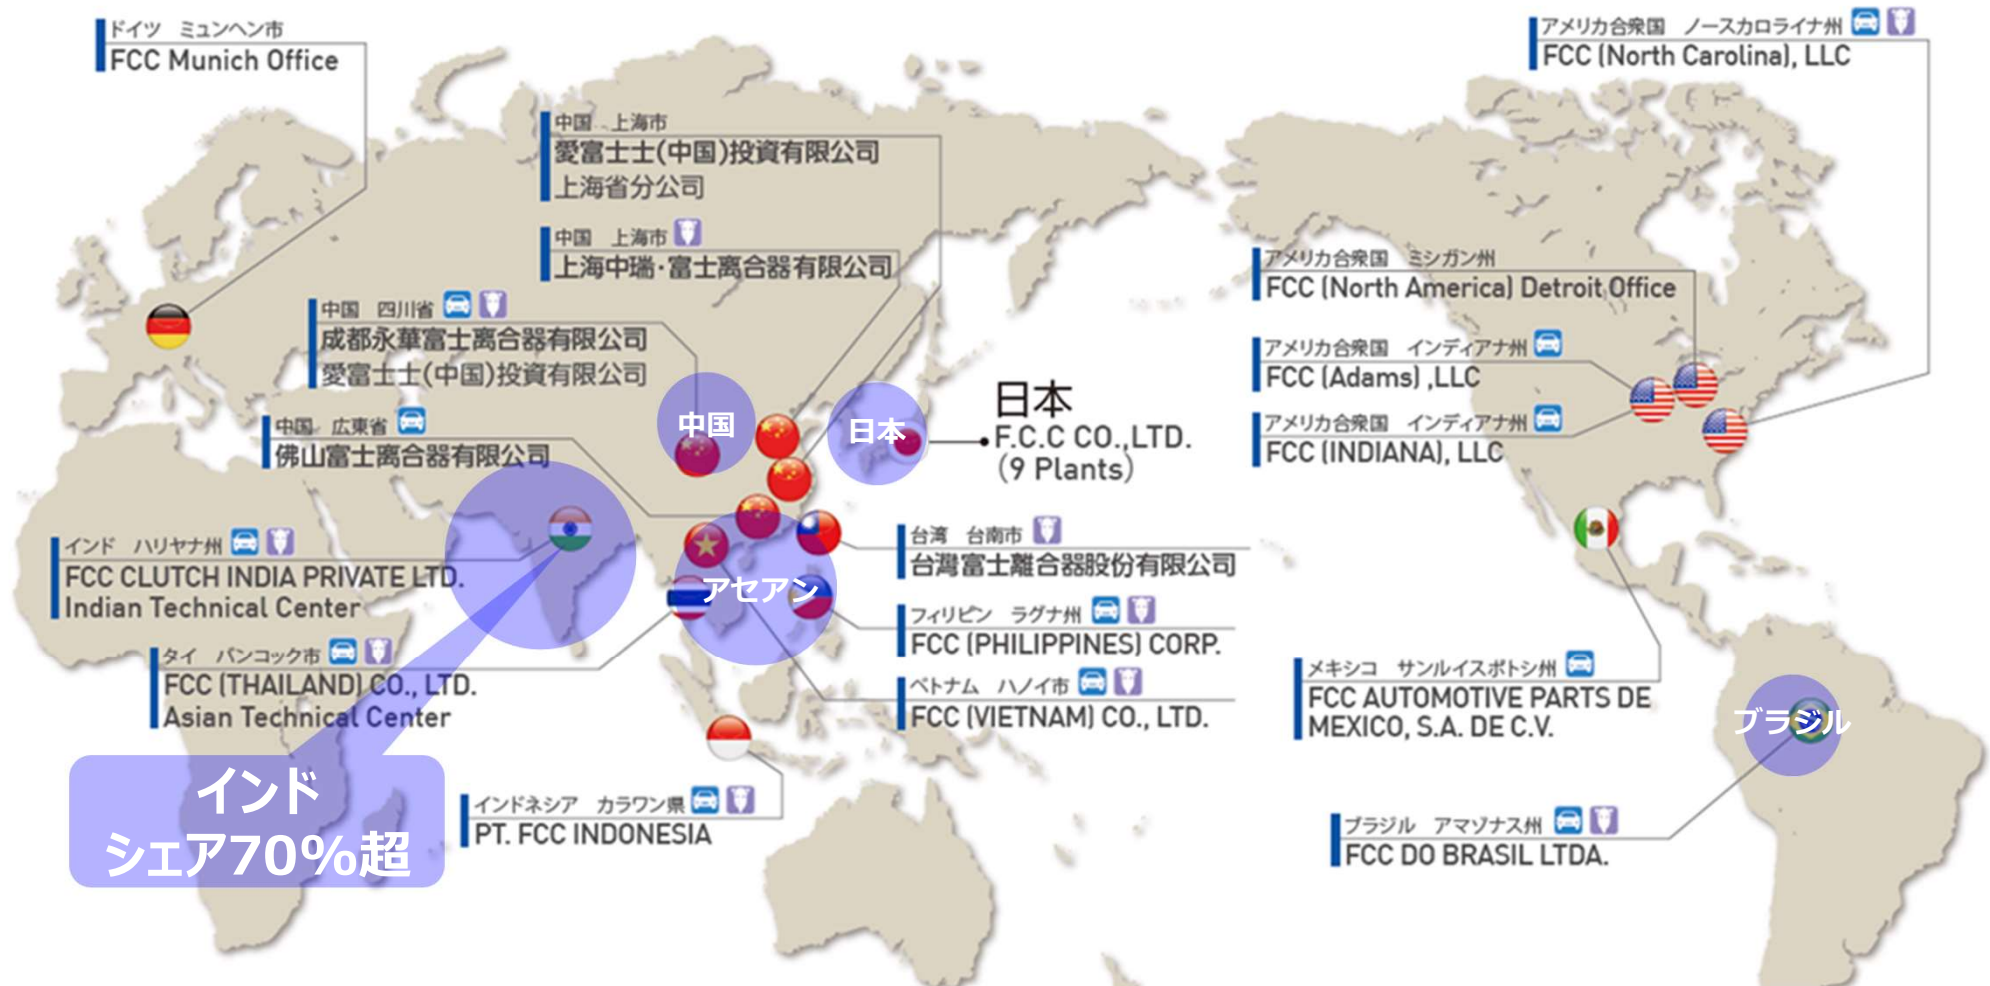 ドイツ　ミュンヘン市
FCC Munich Office
アメリカ合衆国　ノースカロライナ州
FCC (North Carolina), LLC
中国　上海市
愛富士士(中国)投資有限公司
上海省分公司
中国　上海市
上海中瑞・富士离合器有限公司
中国　四川省
成都永華富士离合器有限公司
愛富士士(中国)投資有限公司
中国　広東省
佛山富士离合器有限公司
アメリカ合衆国　ミシガン州
FCC (North America) Detroit Office
アメリカ合衆国　インディアナ州
FCC (Adams) ,LLC
アメリカ合衆国　インディアナ州
FCC (INDIANA), LLC
中国
日本
日本
F.C.C CO.,LTD.
(9 Plants)
インド　ハリヤナ州
FCC CLUTCH INDIA PRIVATE LTD.
Indian Technical Center
台湾　台南市
台灣富士離合器股份有限公司
アセアン
フィリピン　ラグナ州
FCC (PHILIPPINES) CORP.
タイ　バンコック市
FCC (THAILAND) CO., LTD.
Asian Technical Center
ベトナム　ハノイ市
FCC (VIETNAM) CO., LTD.
メキシコ　サンルイスポトシ州
FCC AUTOMOTIVE PARTS DE
MEXICO, S.A. DE C.V.
ブラジル
インド
シェア70%超
インドネシア　カラワン県
PT. FCC INDONESIA
ブラジル　アマゾナス州
FCC DO BRASIL LTDA.